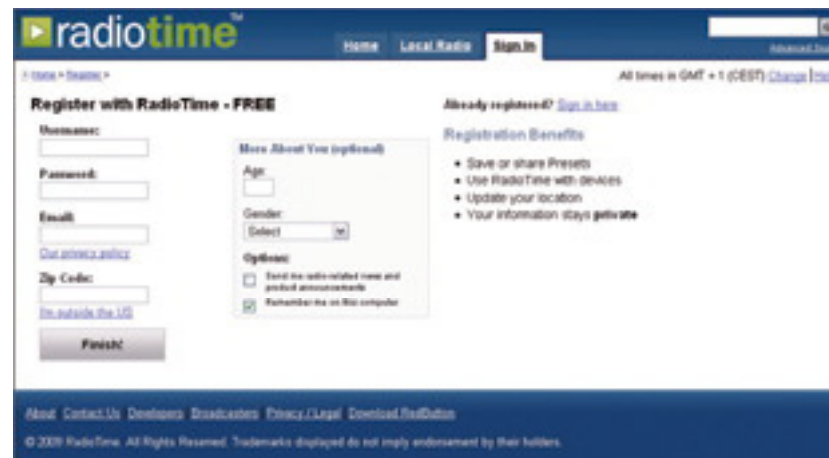 radiotime™
Home Local Radio Sign In
Home > Register >
All times in GMT + 1 (CEST) Change
Register with RadioTime - FREE
Already registered? Sign in here
Username:
Password:
Email:
Our privacy policy
Zip Code:
I'm outside the US
Finish!
More About You (optional)
Age:
Gender:
Select
Options:
Send me radio-related news and
product announcements
Remember me on this computer
Registration Benefits
Save or share Presets
Use RadioTime with devices
Update your location
Your information stays private
About Contact Us Developers Broadcasters Privacy / Legal Download RedButton
© 2009 RadioTime. All Rights Reserved. Trademarks displayed do not imply endorsement by their holders.